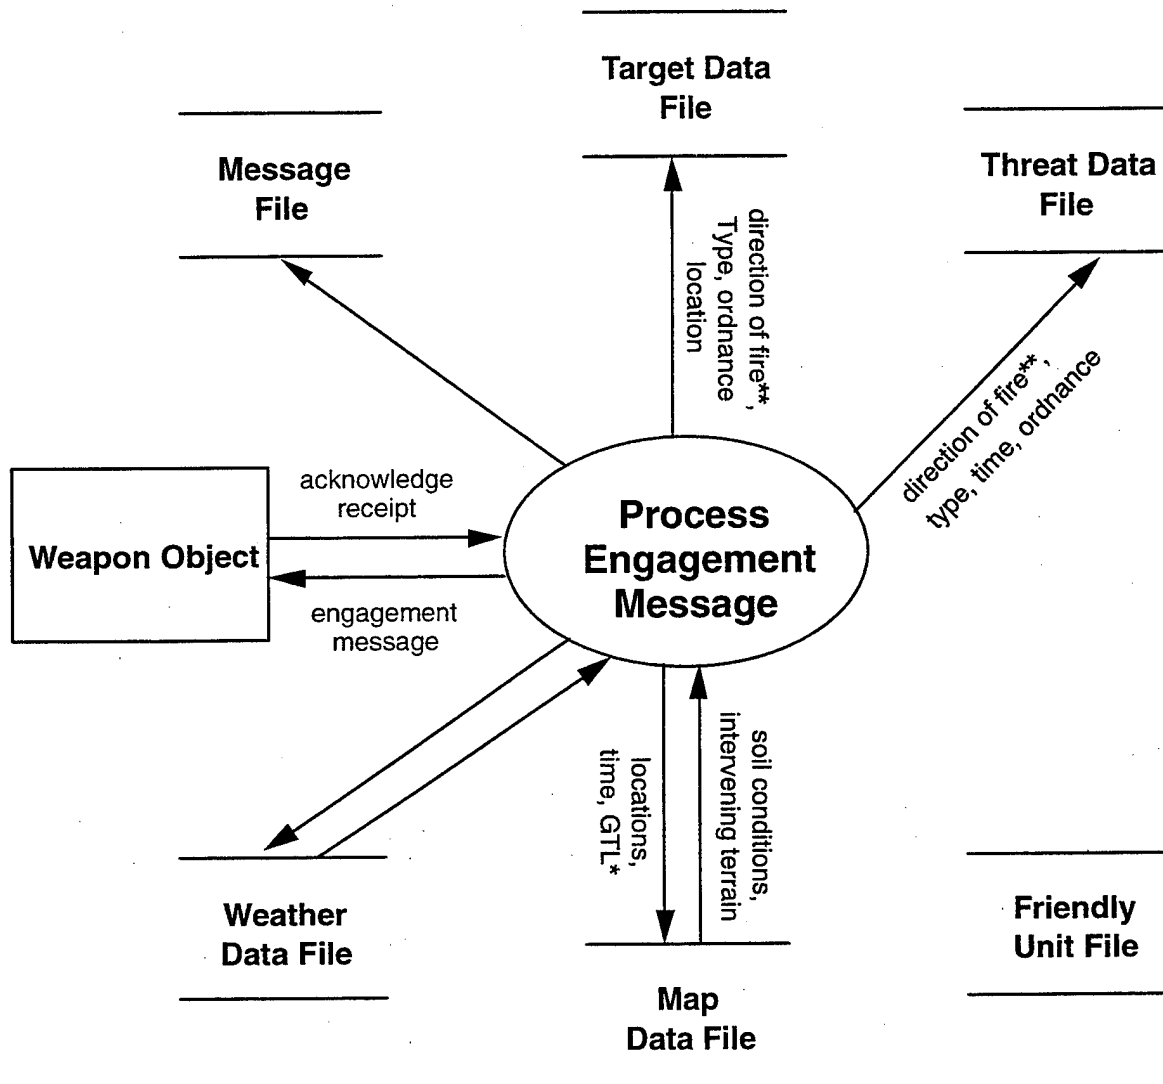 Target Data
File
Message
File
Threat Data
File
direction of fire**,
Type, ordnance
location
direction of fire**,
type, time, ordnance
acknowledge
receipt
Weapon Object
Process
Engagement
Message
engagement
message
locations,
time, GTL*
soil conditions,
intervening terrain
Weather
Data File
Friendly
Unit File
Map
Data File